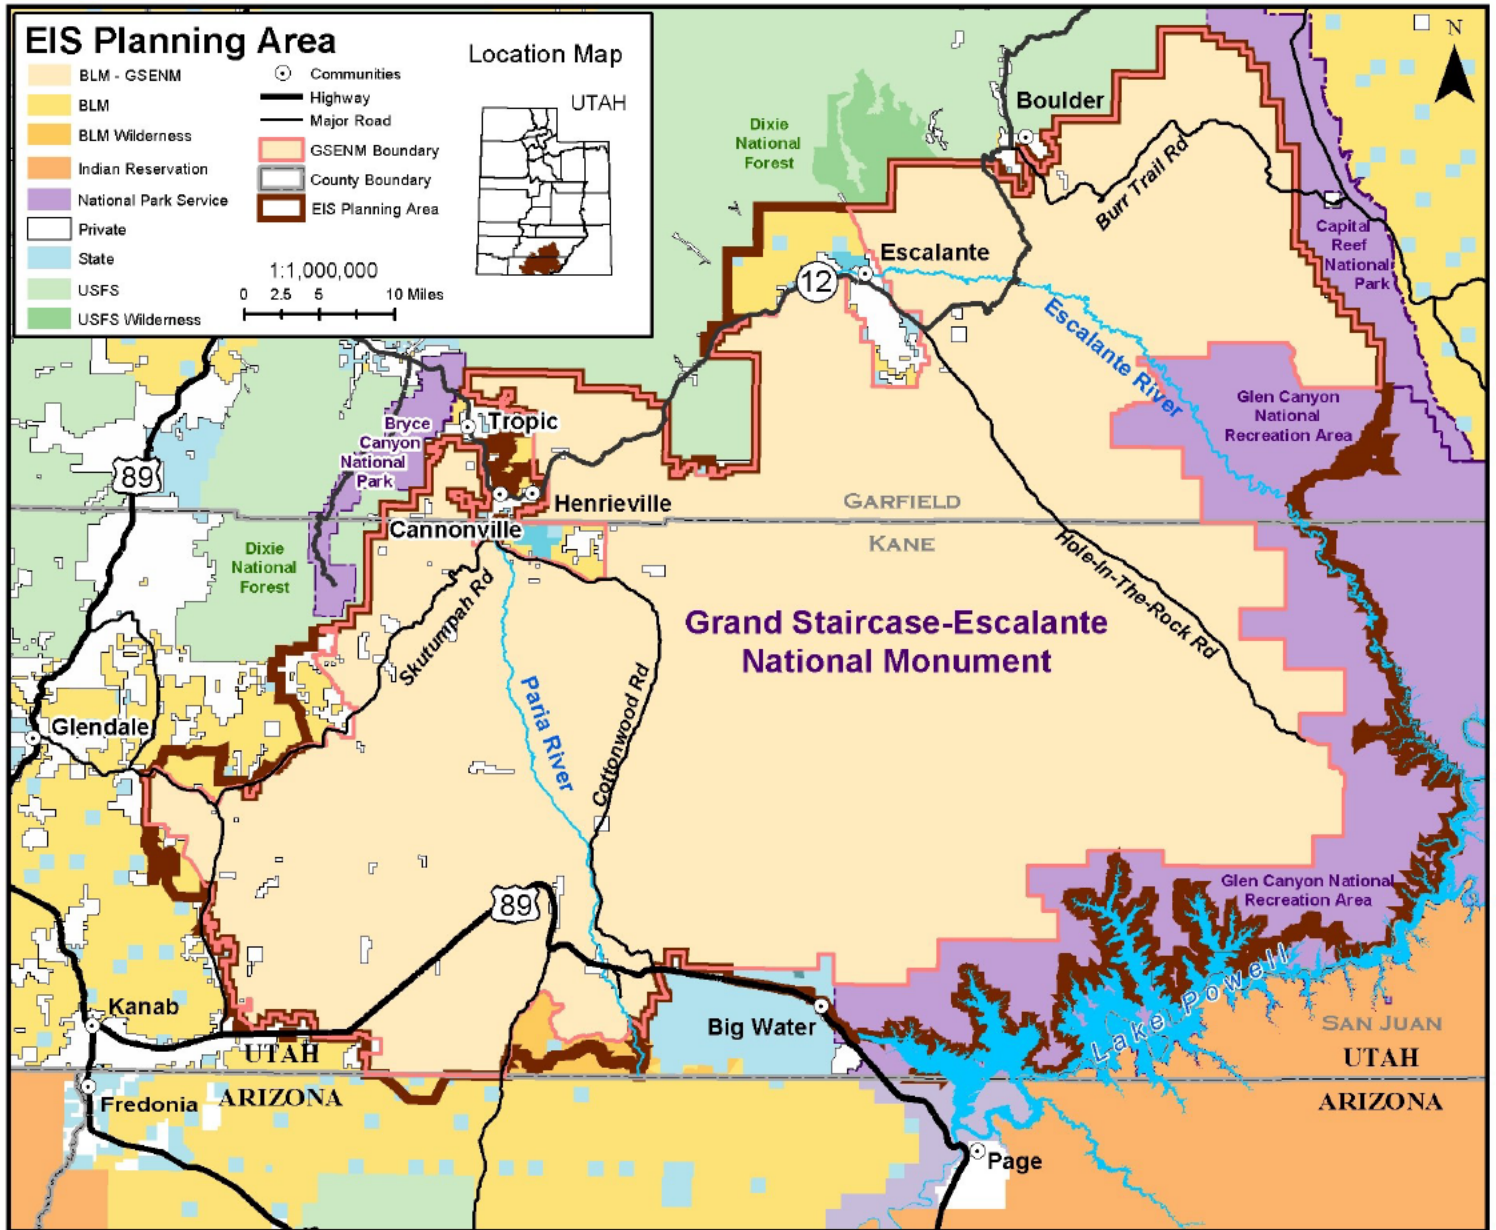 EIS Planning Area
BLM - GSENM
BLM
BLM Wilderness
Indian Reservation
National Park Service
Private
State
USFS
USFS Wilderness
Communities
Highway
Major Road
GSENM Boundary
County Boundary
EIS Planning Area
1:1,000,000
0 2.5 5 10 Miles
Location Map
UTAH
N
Boulder
Dixie
National
Forest
Burr Trail Rd
Capital
Reef
National
Park
Escalante
12
Escalante River
Glen Canyon
National
Recreation Area
Bryce
Canyon
National
Park
Tropic
89
Henrieville
Cannonville
GARFIELD
KANE
Dixie
National
Forest
Hole-In-The-Rock Rd
Skutumpah Rd
Grand Staircase-Escalante
National Monument
Paria River
Cottonwood Rd
Glendale
89
Glen Canyon National
Recreation Area
Lake Powell
Kanab
Big Water
SAN JUAN
UTAH
UTAH
ARIZONA
ARIZONA
Fredonia
Page